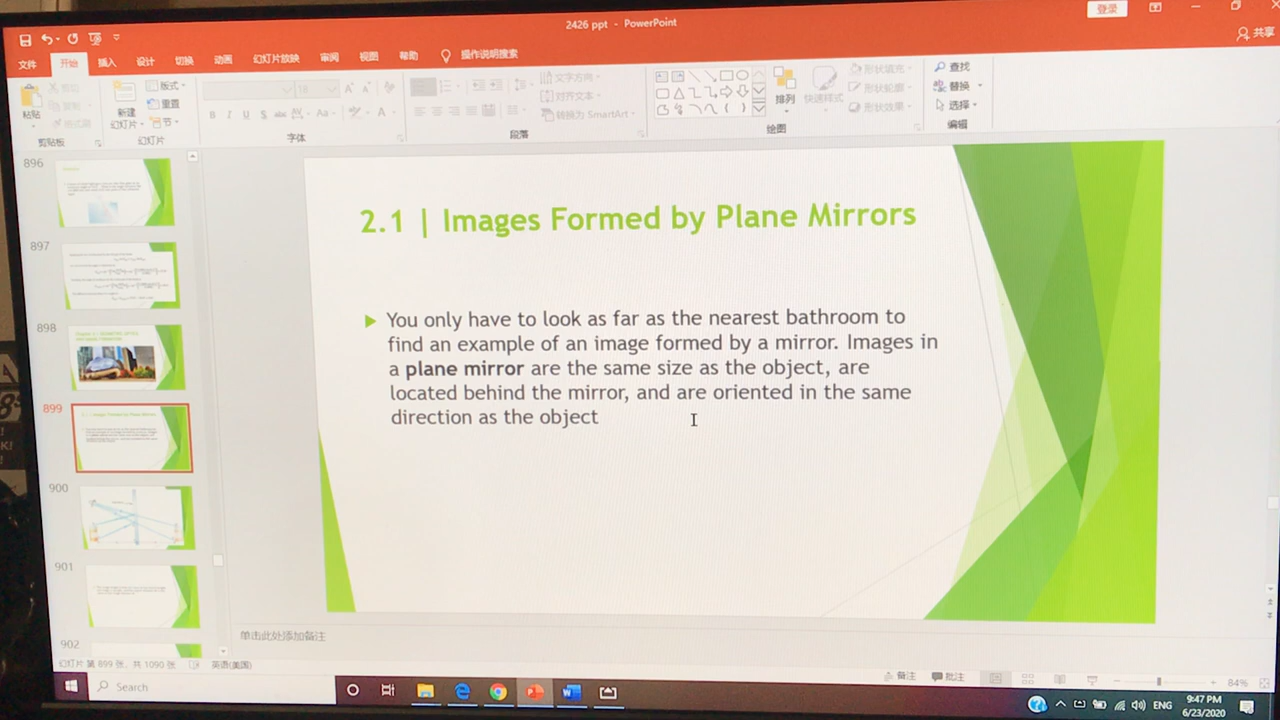 2426 ppt - PowerPoint
登录
文件 开始 插入 设计 切换 动画 幻灯片放映 审阅 视图 帮助 操作说明搜索
共享
粘贴
剪贴板
新建
幻灯片
版式
重置
节
幻灯片
18
字体
文字方向
对齐文本
转换为 SmartArt
段落
排列
快速样式
形状填充
形状轮廓
形状效果
绘图
查找
替换
选择
编辑
896
897
898
899
900
901
902
2.1 | Images Formed by Plane Mirrors
You only have to look as far as the nearest bathroom to
find an example of an image formed by a mirror. Images in
a plane mirror are the same size as the object, are
located behind the mirror, and are oriented in the same
direction as the object
单击此处添加备注
幻灯片 第 899 张，共 1090 张 英语(美国)
备注 批注 84%
Search
ENG
9:47 PM
6/23/2020